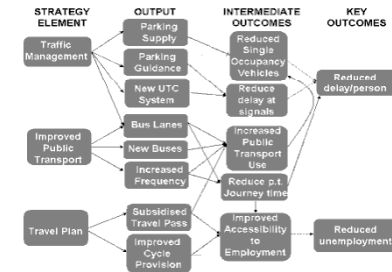 STRATEGY ELEMENT
OUTPUT
INTERMEDIATE OUTCOMES
KEY OUTCOMES
Traffic
Management
Improved
Public
Transport
Travel Plan
Parking
Supply
Parking
Guidance
New UTC
System
Bus Lanes
New Buses
Increased
Frequency
Subsidised
Travel Pass
Improved
Cycle
Provision
Reduced
Single
Occupancy
Vehicles
Reduce
delay at
signals
Increased
Public
Transport
Use
Reduce p.t.
Journey time
Improved
Accessibility
to
Employment
Reduced
delay/person
Reduced
unemployment